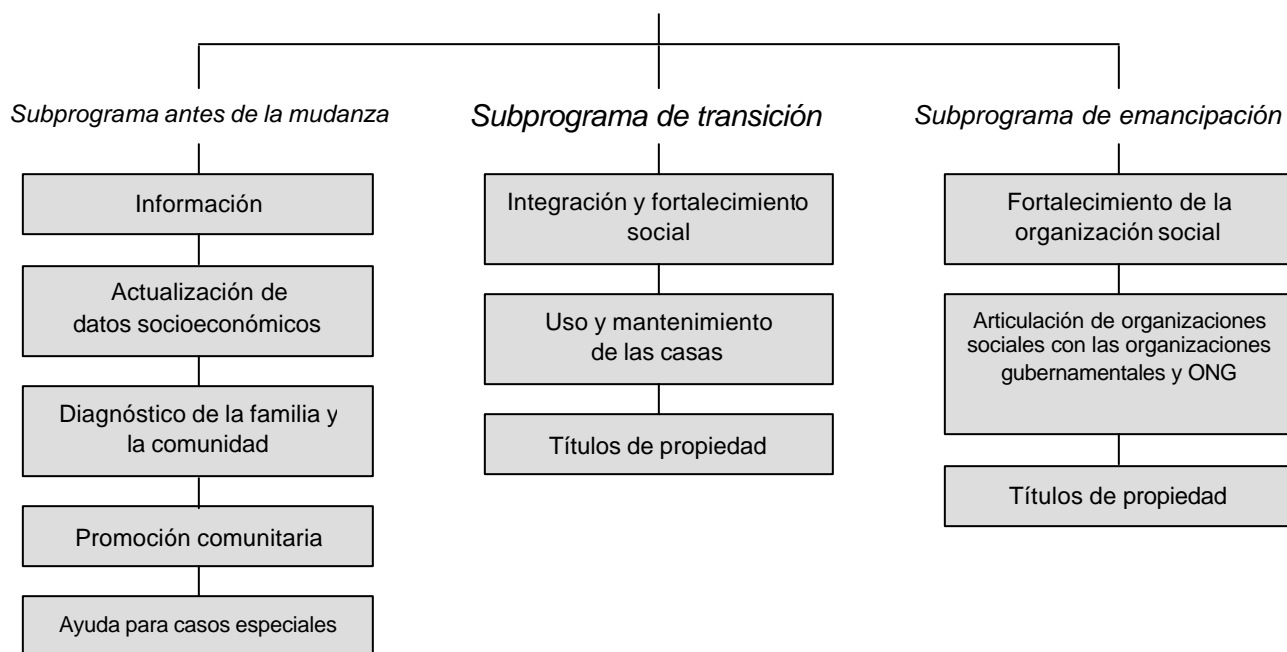 Subprograma antes de la mudanza
Información
Actualización de
datos socioeconómicos
Diagnóstico de la familia y
la comunidad
Promoción comunitaria
Ayuda para casos especiales
Subprograma de transición
Integración y fortalecimiento
social
Uso y mantenimiento
de las casas
Títulos de propiedad
Subprograma de emancipación
Fortalecimiento de la
organización social
Articulación de organizaciones
sociales con las organizaciones
gubernamentales y ONG
Títulos de propiedad